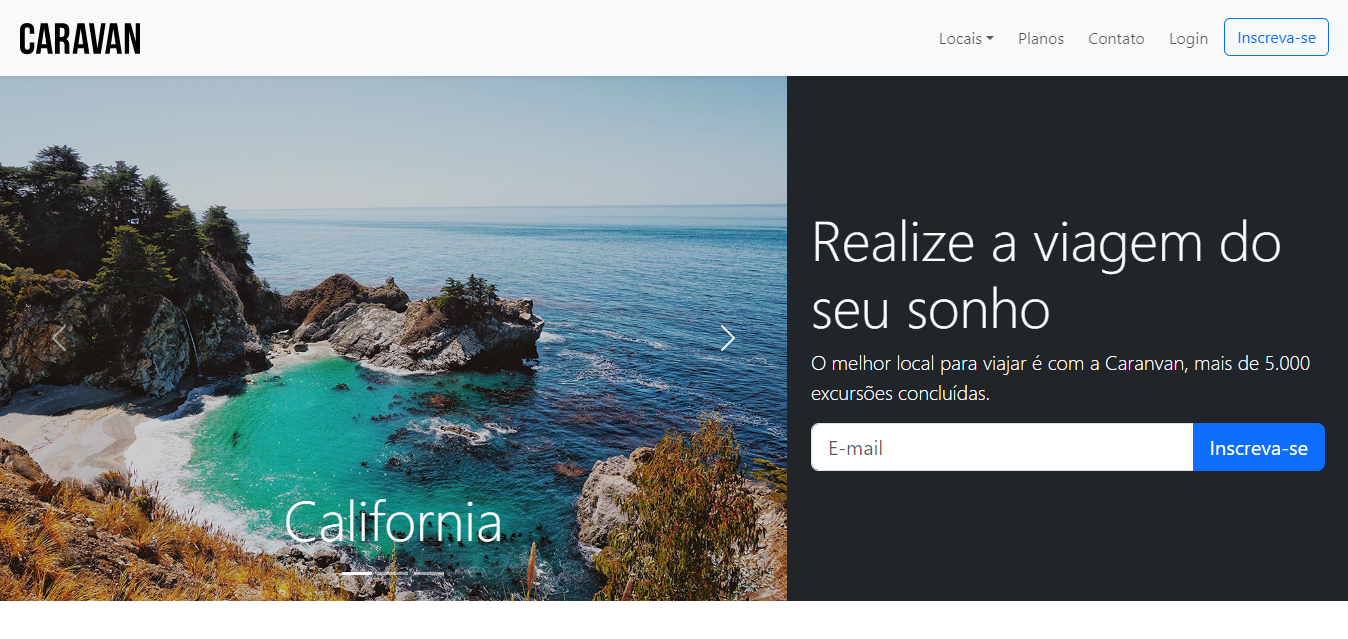 CARAVAN
Locais Planos Contato Login Inscreva-se
Realize a viagem do
seu sonho
O melhor local para viajar é com a Caranvan, mais de 5.000
excursões concluídas.
E-mail Inscreva-se
California